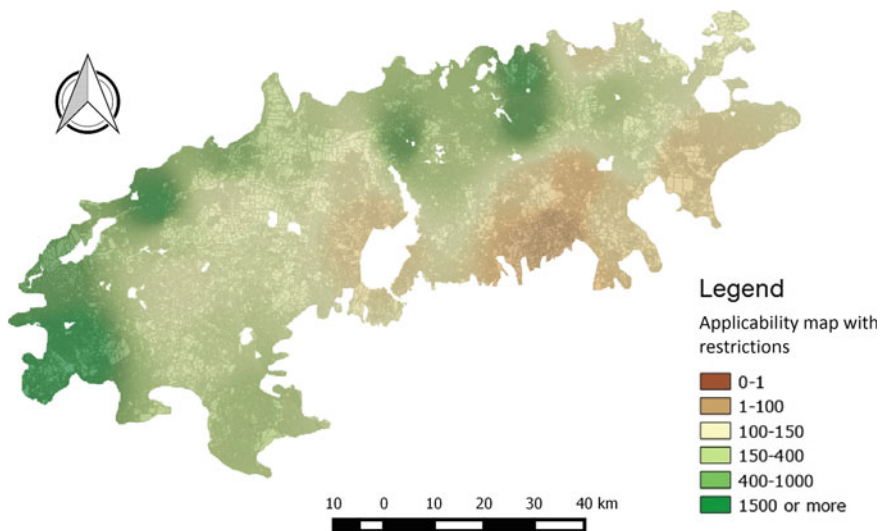 Legend
Applicability map with
restrictions
0-1
1-100
100-150
150-400
400-1000
1500 or more
10 0 10 20 30 40 km